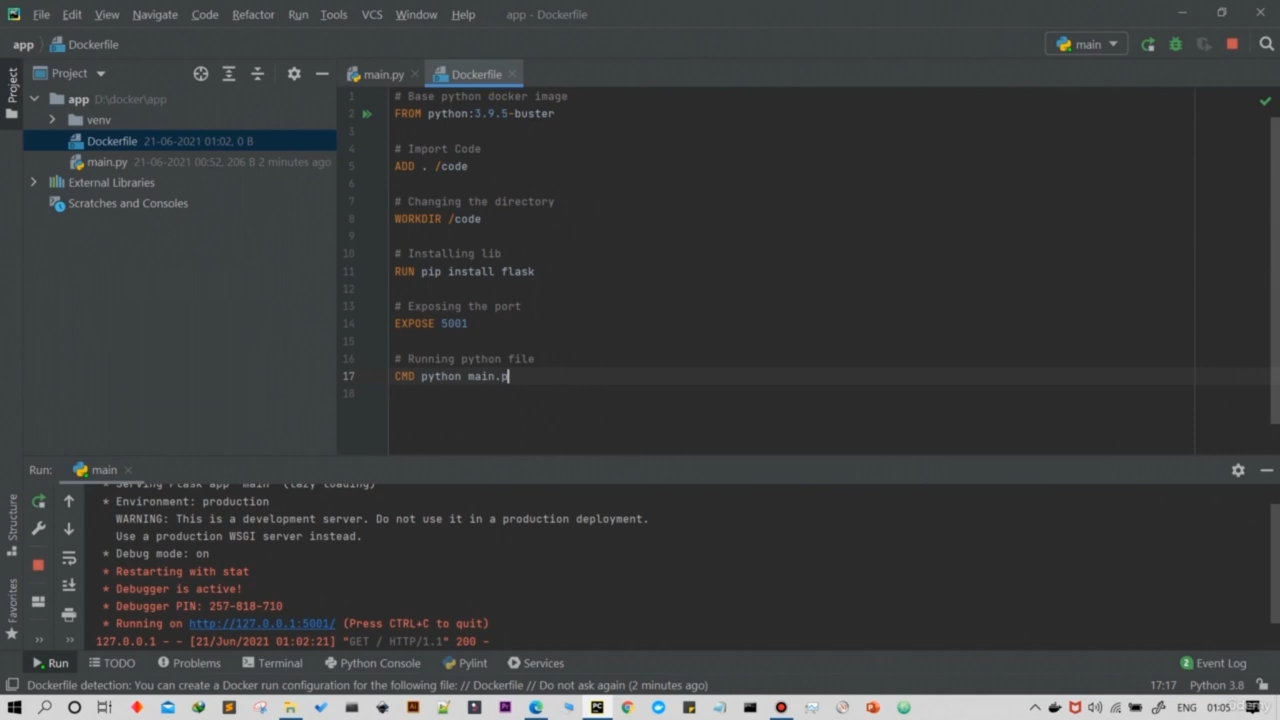 File Edit View Navigate Code Refactor Run Tools VCS Window Help app - Dockerfile
app Dockerfile main
Project main.py Dockerfile
Project
app D:\docker\app
venv
Dockerfile 21-06-2021 01:02, 0 B
main.py 21-06-2021 00:52, 206 B 2 minutes ago
External Libraries
Scratches and Consoles
1 # Base python docker image
2 FROM python:3.9.5-buster
3
4 # Import Code
5 ADD . /code
6
7 # Changing the directory
8 WORKDIR /code
9
10 # Installing lib
11 RUN pip install flask
12
13 # Exposing the port
14 EXPOSE 5001
15
16 # Running python file
17 CMD python main.p
18
Run: main
Structure
Favorites
* Serving Flask app "main" (lazy loading)
* Environment: production
WARNING: This is a development server. Do not use it in a production deployment.
Use a production WSGI server instead.
* Debug mode: on
* Restarting with stat
* Debugger is active!
* Debugger PIN: 257-818-710
* Running on http://127.0.0.1:5001/ (Press CTRL+C to quit)
127.0.0.1 - - [21/Jun/2021 01:02:21] "GET / HTTP/1.1" 200 -
Run TODO Problems Terminal Python Console Pylint Services 2 Event Log
Dockerfile detection: You can create a Docker run configuration for the following file: // Dockerfile // Do not ask again (2 minutes ago) 17:17 Python 3.8
ENG 01:05